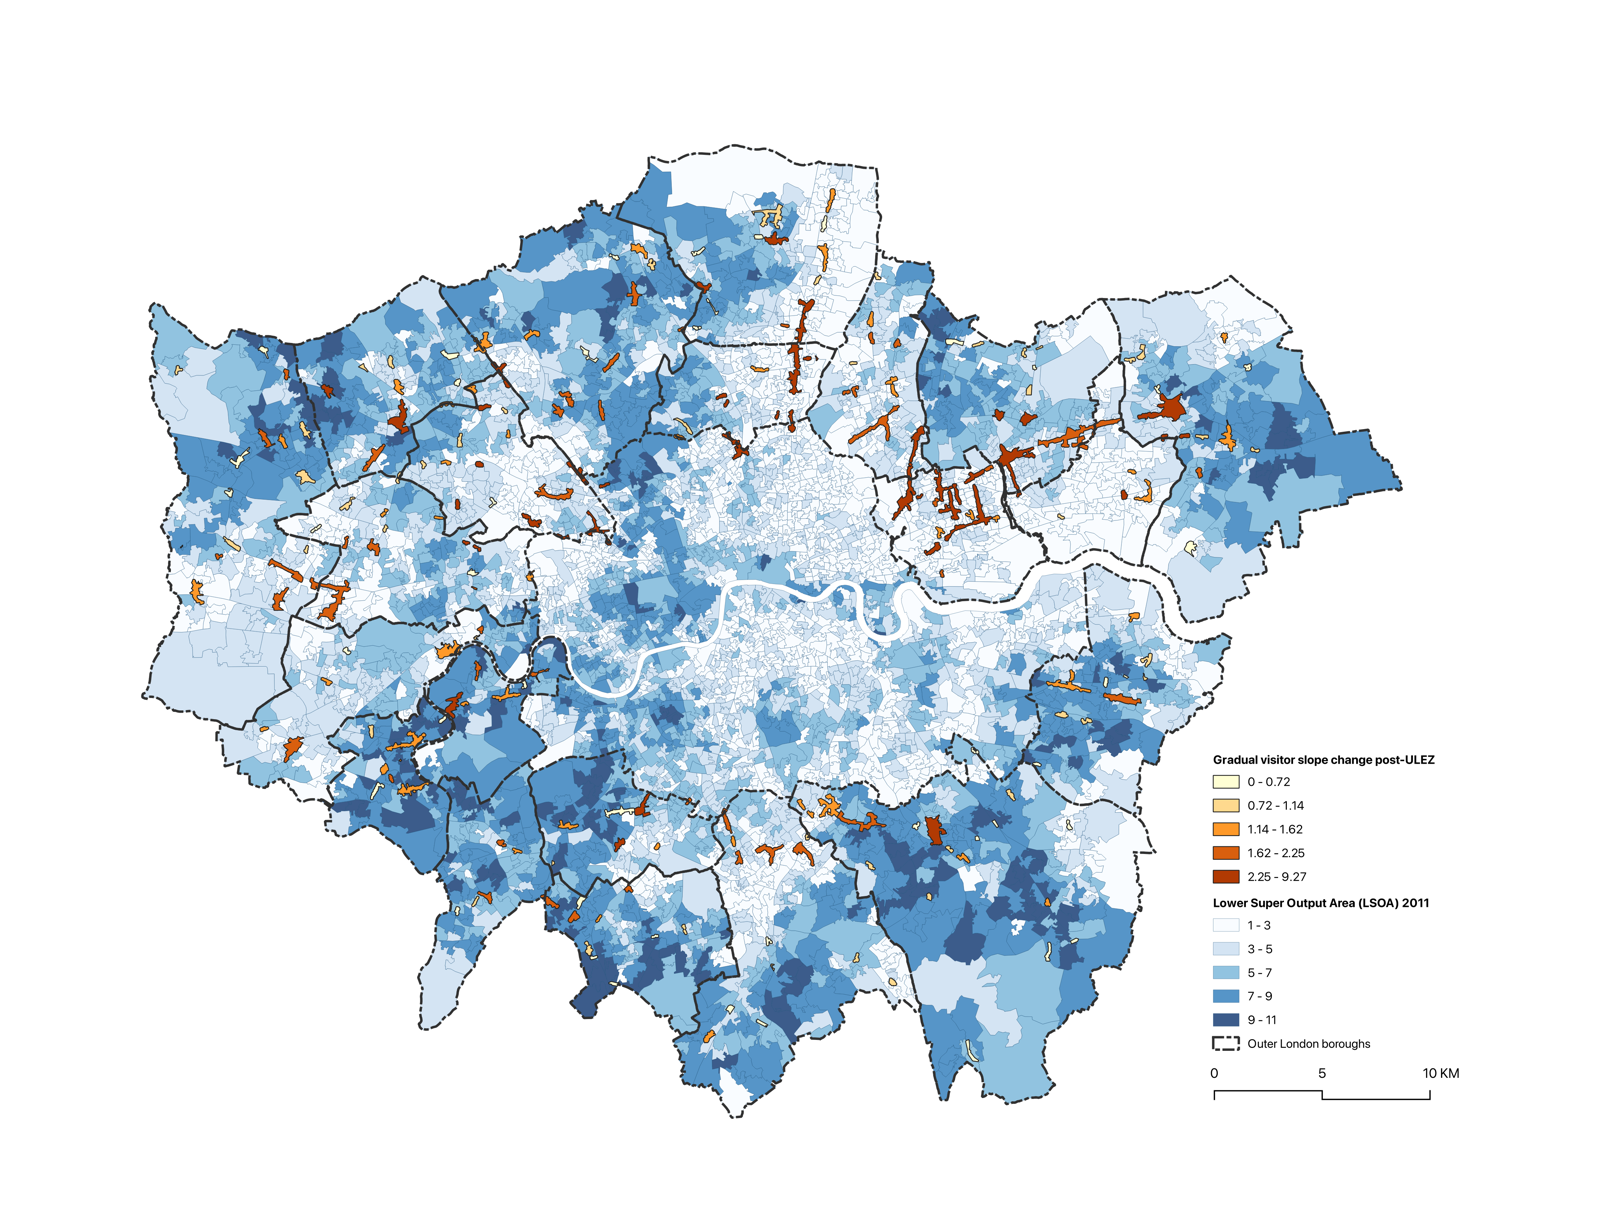 Gradual visitor slope change post-ULEZ
0 - 0.72
0.72 - 1.14
1.14 - 1.62
1.62 - 2.25
2.25 - 9.27
Lower Super Output Area (LSOA) 2011
1 - 3
3 - 5
5 - 7
7 - 9
9 - 11
Outer London boroughs
0 5 10 KM